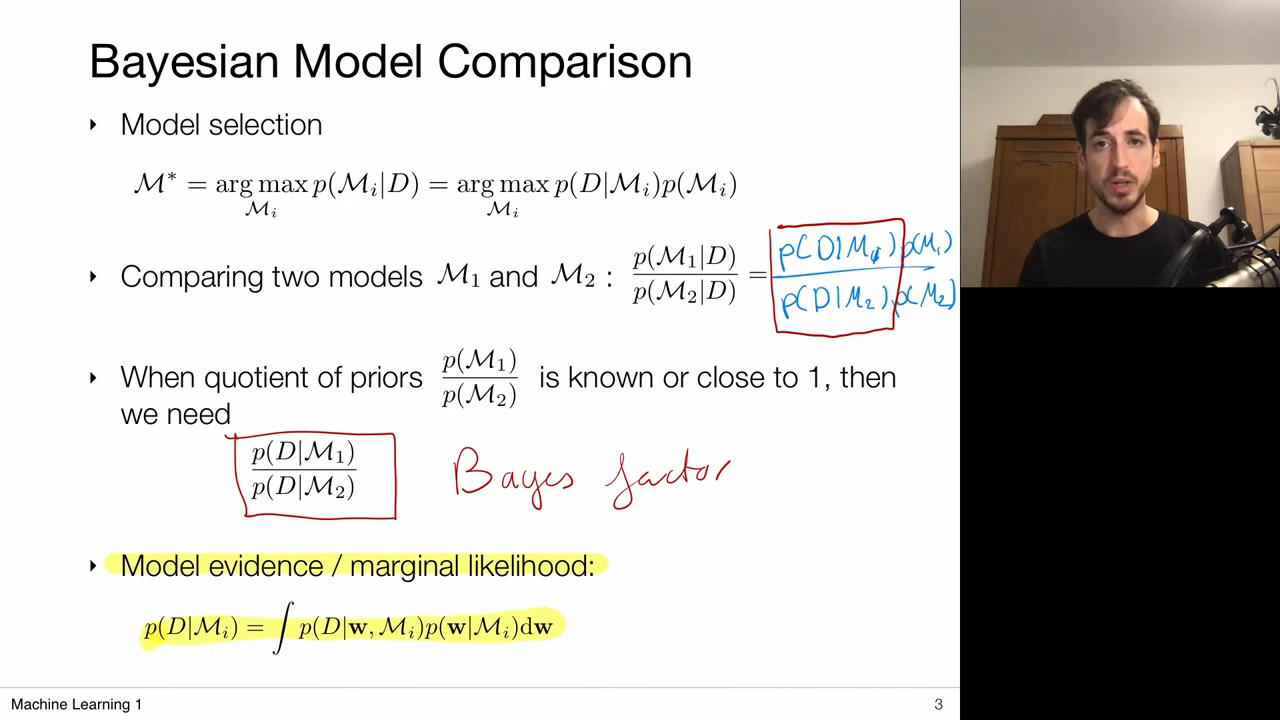 Bayesian Model Comparison
‣ Model selection
ℳ* = arg max p(ℳᵢ|D) = arg max p(D|ℳᵢ)p(ℳᵢ)
ℳᵢ ℳᵢ
‣ Comparing two models ℳ₁ and ℳ₂ : p(ℳ₁|D) / p(ℳ₂|D) = p(D|M₁)p(M₁) / p(D|M₂)p(M₂)
‣ When quotient of priors p(ℳ₁) / p(ℳ₂) is known or close to 1, then
we need
p(D|ℳ₁) / p(D|ℳ₂) Bayes factor
‣ Model evidence / marginal likelihood:
p(D|ℳᵢ) = ∫ p(D|w, ℳᵢ)p(w|ℳᵢ)dw
Machine Learning 1 3